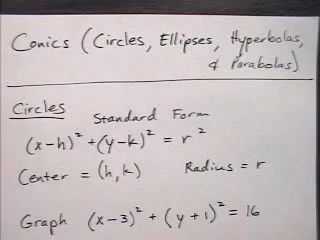 Conics (Circles, Ellipses, Hyperbolas,
& Parabolas)
Circles Standard Form
(x-h)² + (y-k)² = r²
Center = (h, k) Radius = r
Graph (x-3)² + (y+1)² = 16